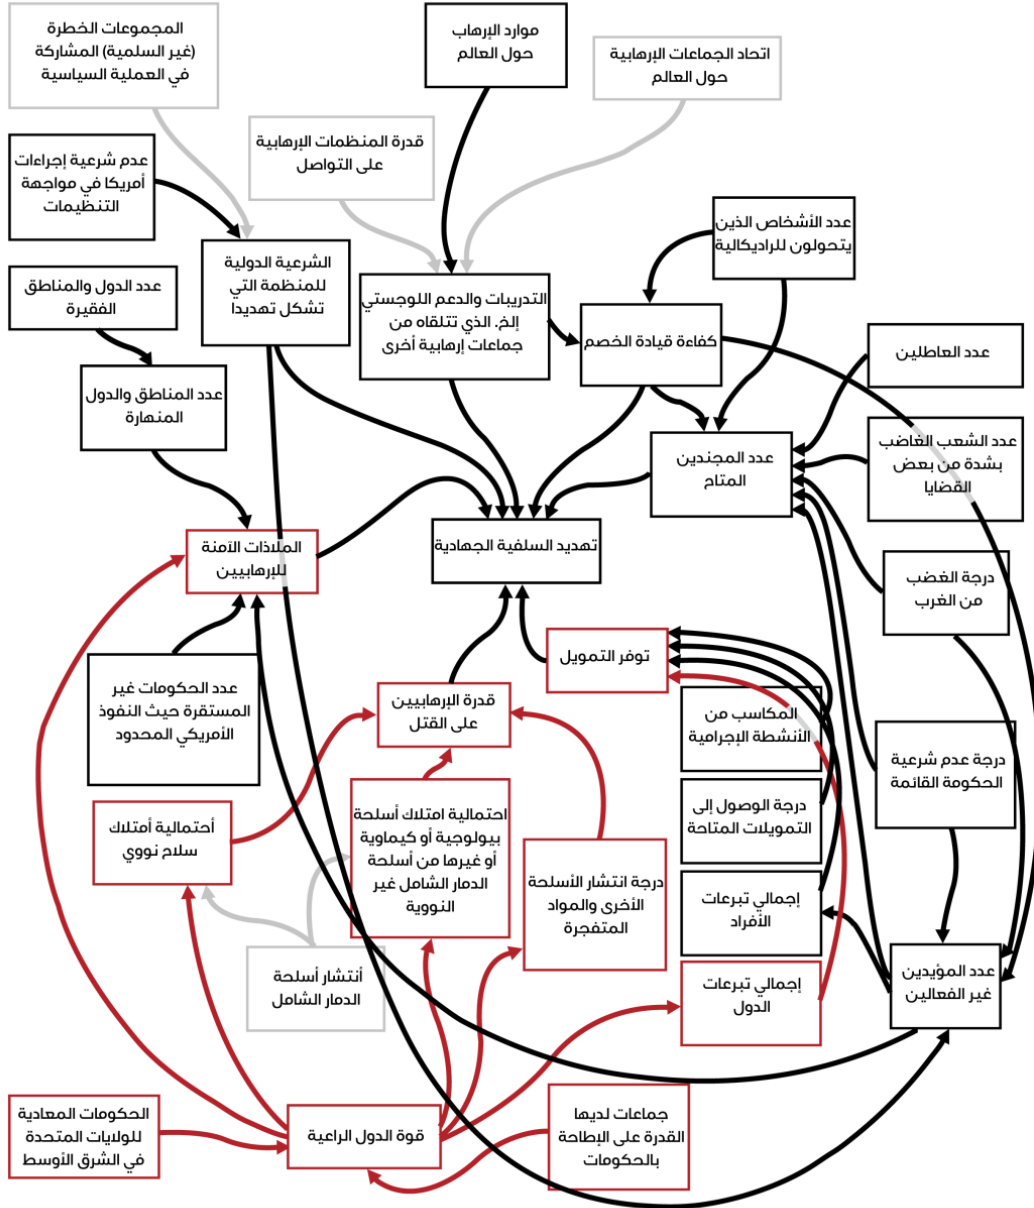 المجموعات الخطرة
(غير السلمية) المشاركة
في العملية السياسية
موارد الإرهاب
حول العالم
اتحاد الجماعات الإرهابية
حول العالم
عدم شرعية إجراءات
أمريكا في مواجهة
التنظيمات
قدرة المنظمات الإرهابية
على التواصل
عدد الأشخاص الذين
يتحولون للراديكالية
الشرعية الدولية
للمنظمة التي
تشكل تهديدا
عدد الدول والمناطق
الفقيرة
التدريبات والدعم اللوجستي
إلخ. الذي تتلقاه من
جماعات إرهابية أخرى
كفاءة قيادة الخصم
عدد العاطلين
عدد المناطق والدول
المنهارة
عدد المجندين
المتاح
عدد الشعب الغاضب
بشدة من بعض
القضايا
الملاذات الآمنة
للإرهابيين
تهديد السلفية الجهادية
درجة الغضب
من الغرب
عدد الحكومات غير
المستقرة حيث النفوذ
الأمريكي المحدود
توفر التمويل
قدرة الإرهابيين
على القتل
المكاسب من
الأنشطة الإجرامية
درجة عدم شرعية
الحكومة القائمة
أحتمالية أمتلاك
سلاح نووي
احتمالية امتلاك أسلحة
بيولوجية أو كيماوية
أو غيرها من أسلحة
الدمار الشامل غير
النووية
درجة الوصول إلى
التمويلات المتاحة
درجة انتشار الأسلحة
الأخرى والمواد
المتفجرة
إجمالي تبرعات
الأفراد
أنتشار أسلحة
الدمار الشامل
إجمالي تبرعات
الدول
عدد المؤيدين
غير الفعالين
الحكومات المعادية
للولايات المتحدة
في الشرق الأوسط
قوة الدول الراعية
جماعات لديها
القدرة على الإطاحة
بالحكومات